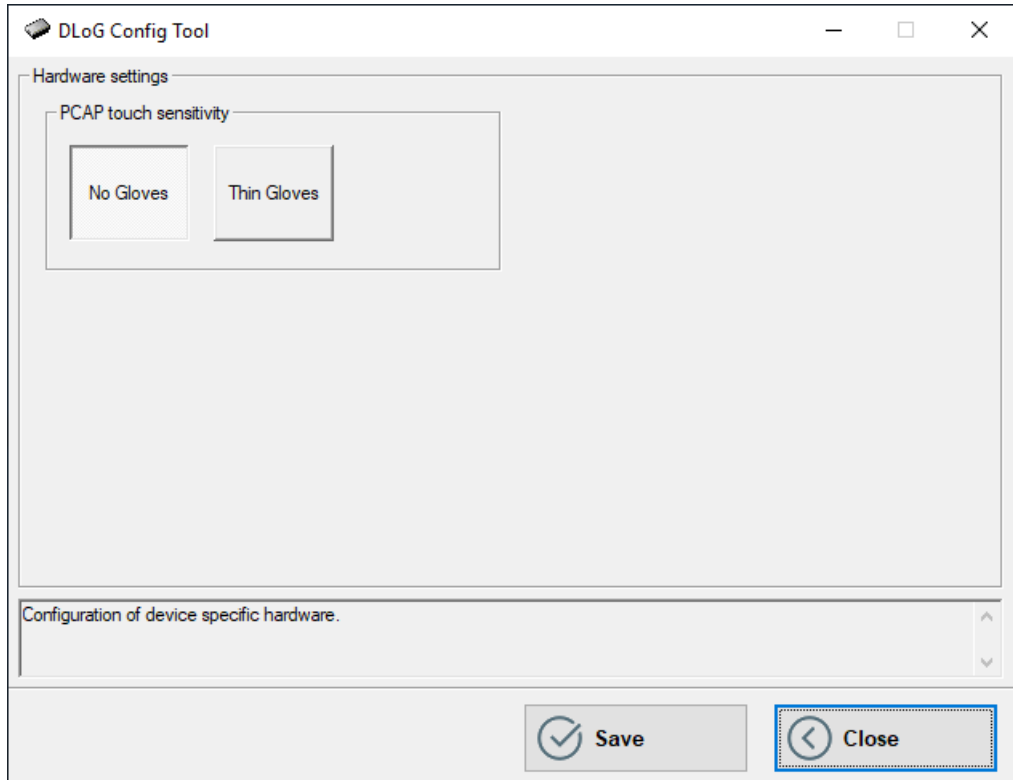 DLoG Config Tool
Hardware settings
PCAP touch sensitivity
No Gloves
Thin Gloves
Configuration of device specific hardware.
Save
Close